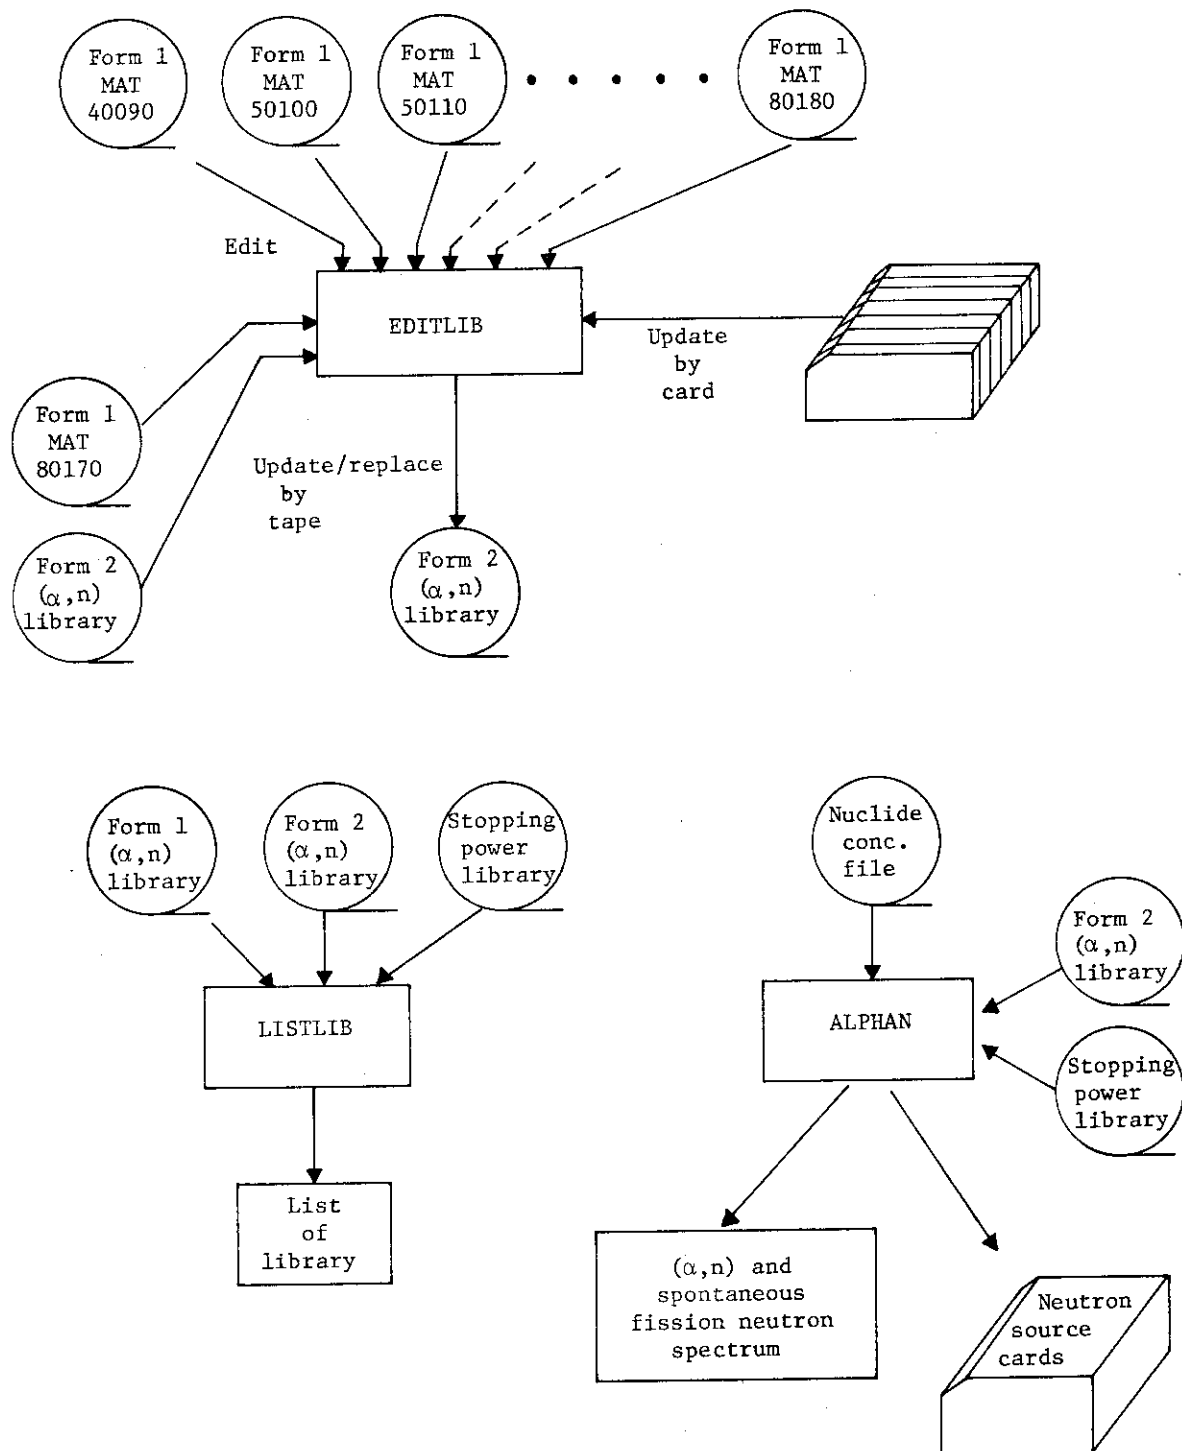 Form 1
MAT
40090
Form 1
MAT
50100
Form 1
MAT
50110
Form 1
MAT
80180
Edit
EDITLIB
Update
by
card
Form 1
MAT
80170
Update/replace
by
tape
Form 2
(α,n)
library
Form 2
(α,n)
library
Form 1
(α,n)
library
Form 2
(α,n)
library
Stopping
power
library
LISTLIB
List
of
library
Nuclide
conc.
file
Form 2
(α,n)
library
ALPHAN
Stopping
power
library
(α,n) and
spontaneous
fission neutron
spectrum
Neutron
source
cards